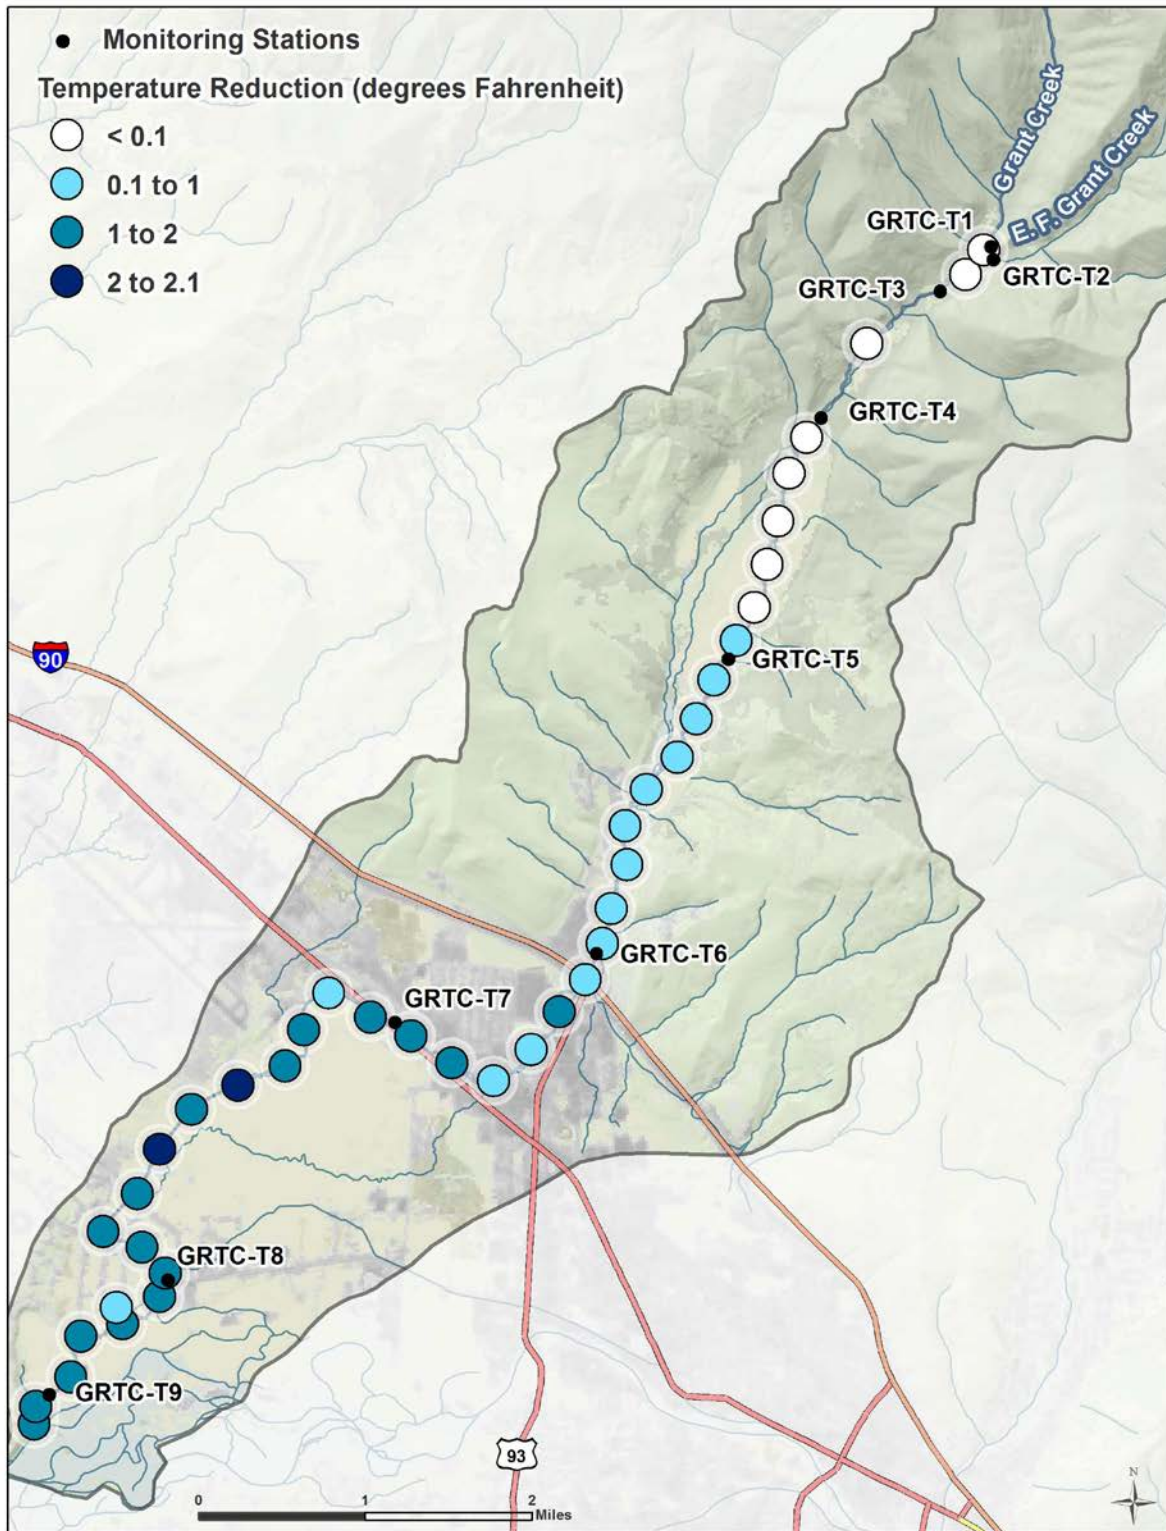 Monitoring Stations
Temperature Reduction (degrees Fahrenheit)
< 0.1
0.1 to 1
1 to 2
2 to 2.1
Grant Creek
E. F. Grant Creek
GRTC-T1
GRTC-T2
GRTC-T3
GRTC-T4
90
GRTC-T5
GRTC-T6
GRTC-T7
GRTC-T8
GRTC-T9
93
N
0 1 2
Miles